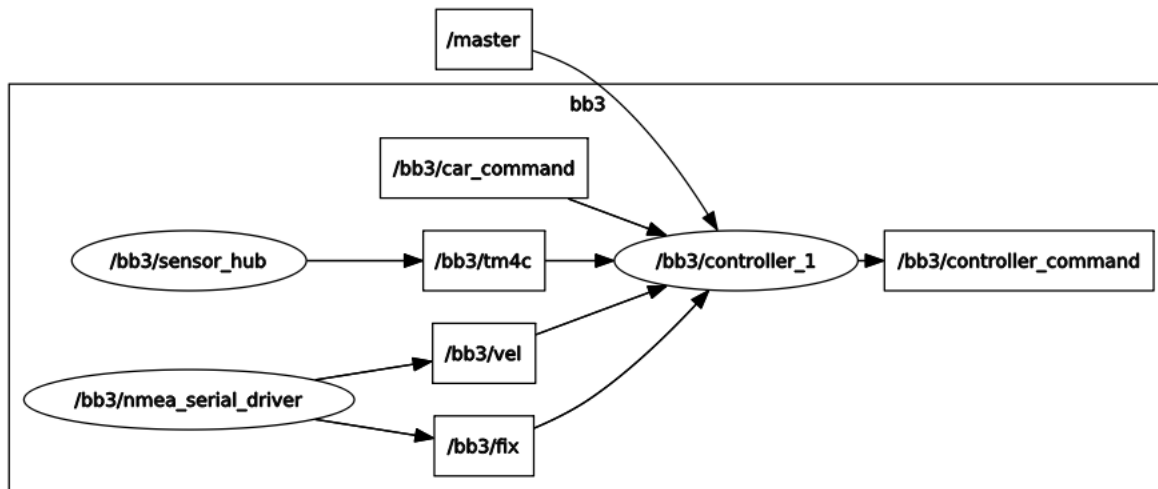 /master
bb3
/bb3/car_command
/bb3/sensor_hub
/bb3/tm4c
/bb3/controller_1
/bb3/controller_command
/bb3/vel
/bb3/nmea_serial_driver
/bb3/fix